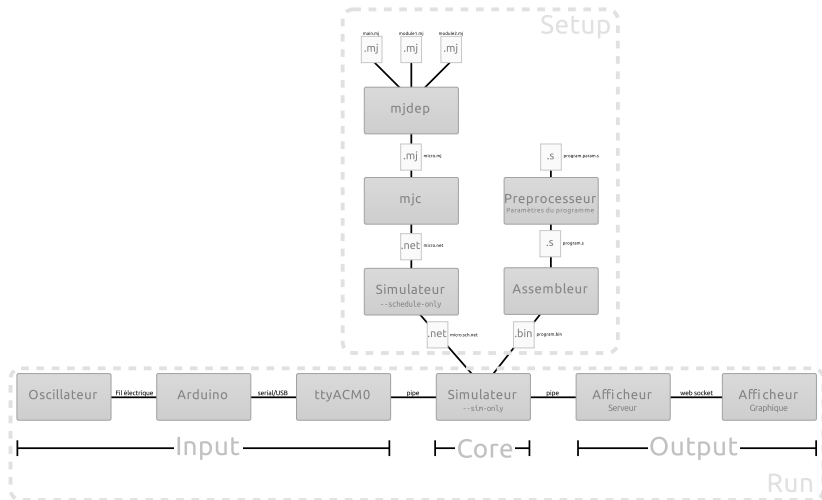 Setup
main.mj module1.mj module2.mj
.mj .mj .mj
mjdep
.mj micro.mj .s program.param.s
mjc Preprocesseur
Paramètres du programme
.net micro.net .s program.s
Simulateur Assembleur
--schedule-only
.net micro.sch.net .bin program.bin
Oscillateur fil électrique Arduino serial/USB ttyACM0 pipe Simulateur pipe Afficheur web socket Afficheur
--sim-only Serveur Graphique
Input Core Output
Run